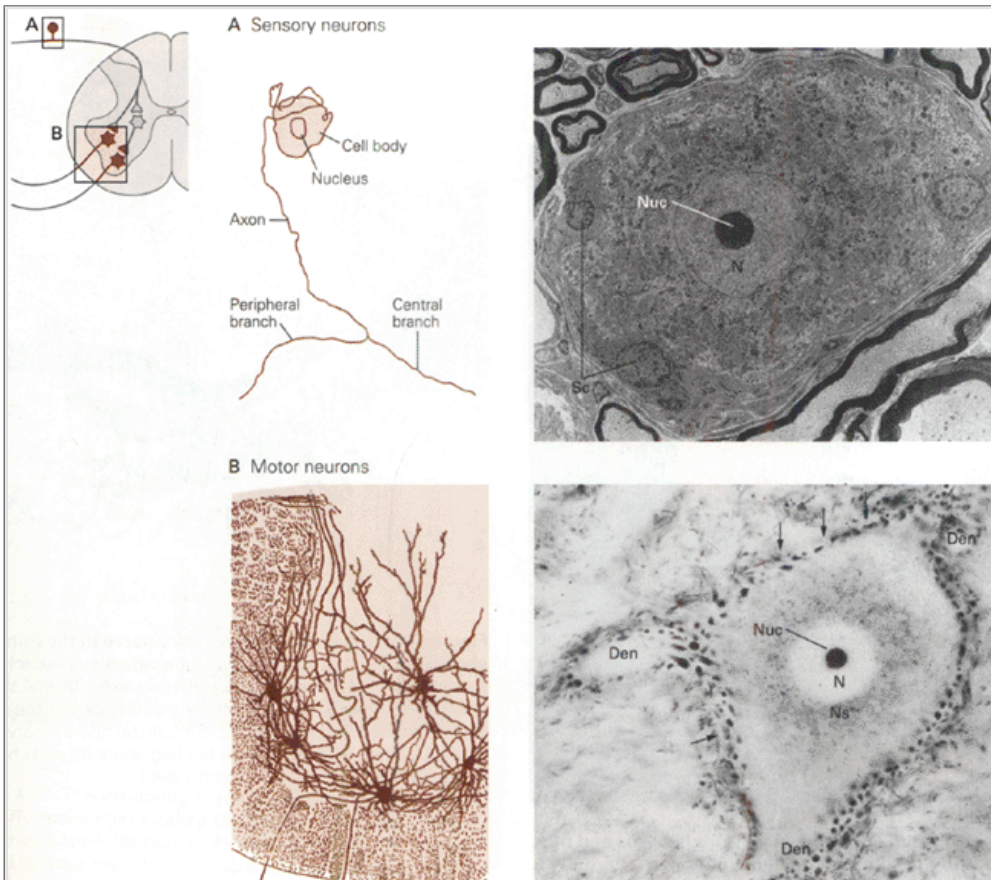 A
B
A Sensory neurons
Cell body
Nucleus
Axon
Peripheral
branch
Central
branch
Nuc
N
Sc
B Motor neurons
Den
Den
Nuc
N
Ns
Den